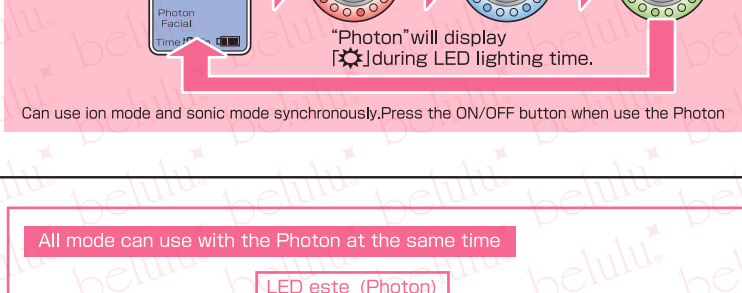 Photon
Facial
Time
"Photon"will display
「」during LED lighting time.
Can use ion mode and sonic mode synchronously.Press the ON/OFF button when use the Photon
All mode can use with the Photon at the same time
LED este (Photon)
belulu